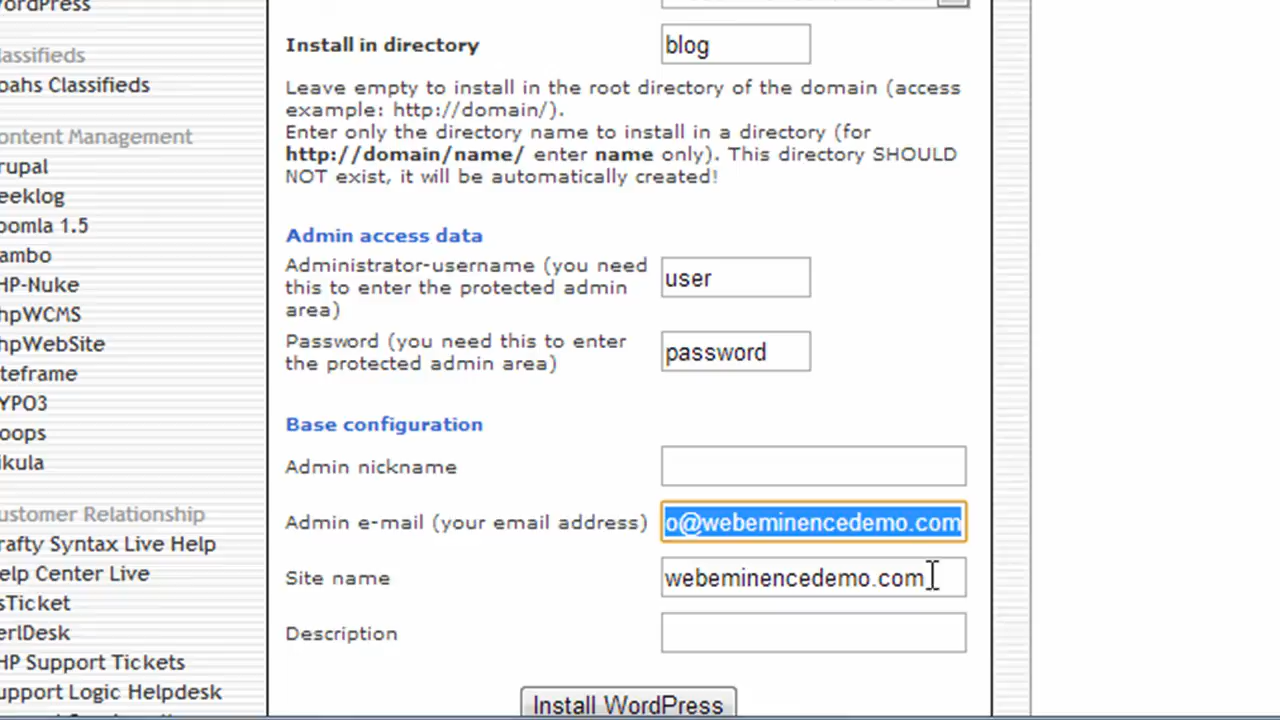 ordPress
lassifieds
oahs Classifieds
ontent Management
rupal
eeklog
oomla 1.5
ambo
HP-Nuke
hpWCMS
hpWebSite
iteframe
YPO3
oops
ikula
ustomer Relationship
rafty Syntax Live Help
elp Center Live
sTicket
erlDesk
HP Support Tickets
upport Logic Helpdesk
Install in directory
blog
Leave empty to install in the root directory of the domain (access
example: http://domain/).
Enter only the directory name to install in a directory (for
http://domain/name/ enter name only). This directory SHOULD
NOT exist, it will be automatically created!
Admin access data
Administrator-username (you need
this to enter the protected admin
area)
user
Password (you need this to enter
the protected admin area)
password
Base configuration
Admin nickname
Admin e-mail (your email address)
o@webeminencedemo.com
Site name
webeminencedemo.com
Description
Install WordPress